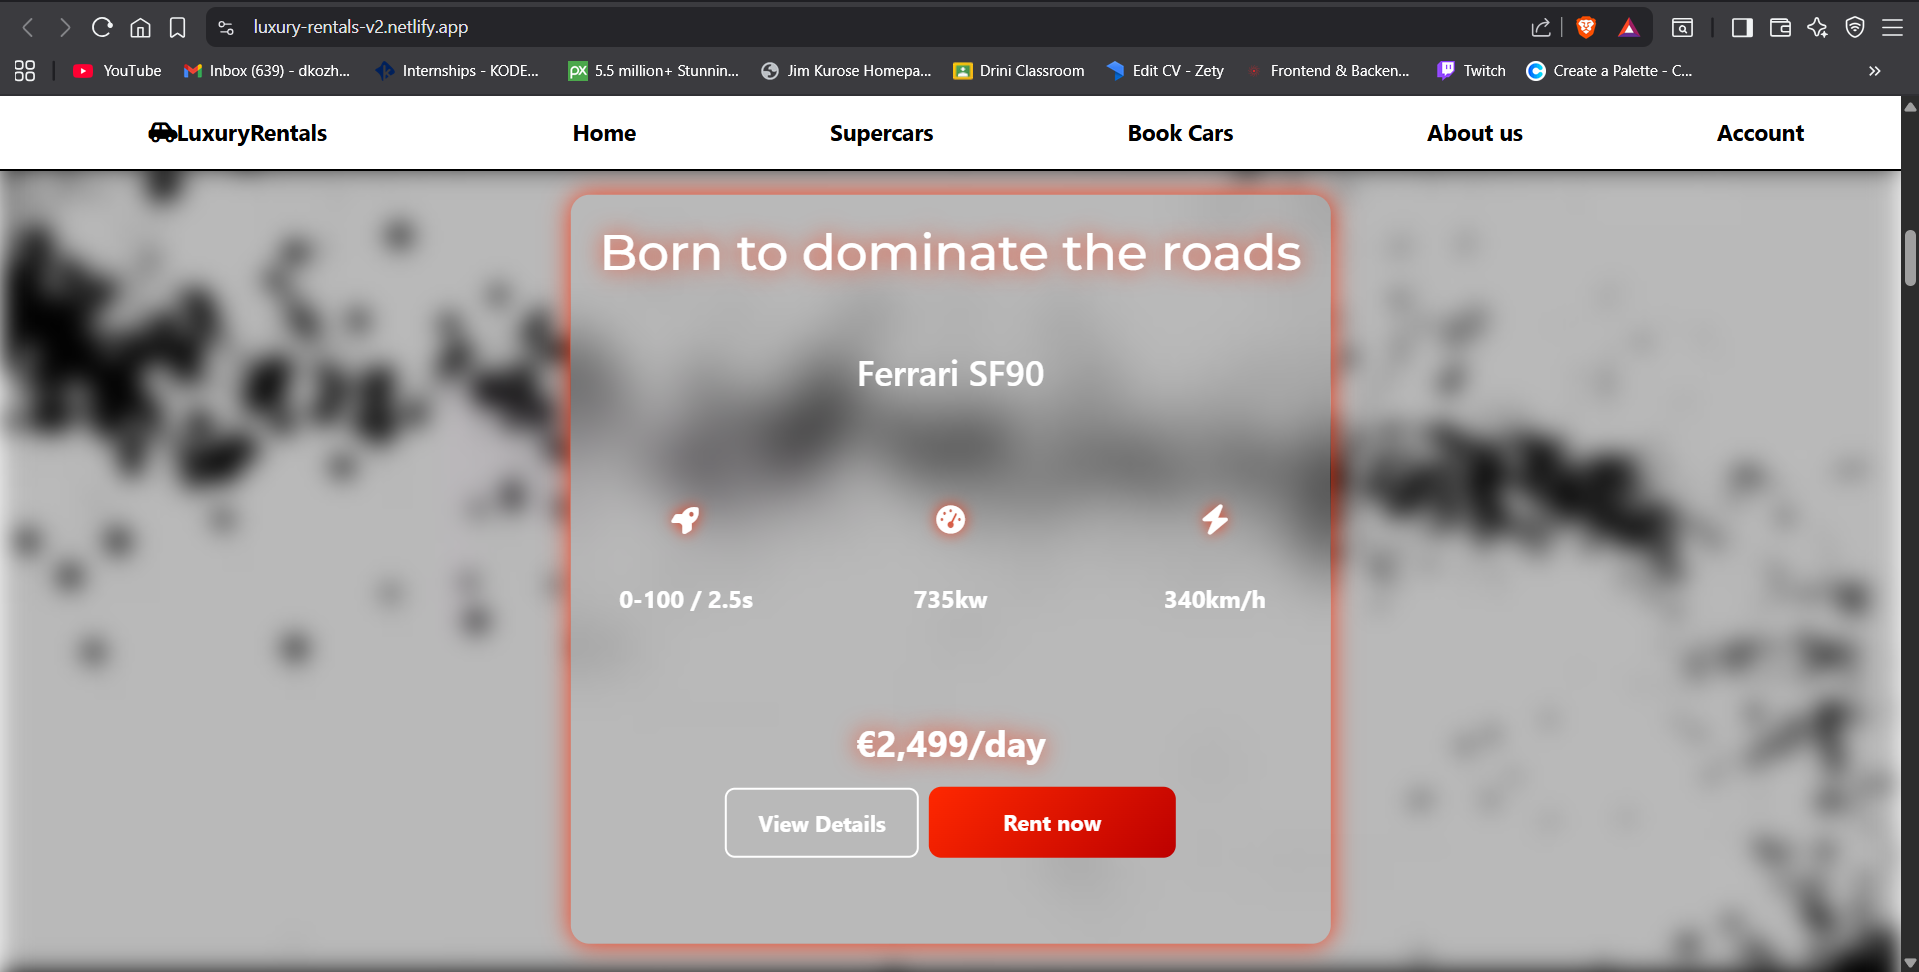 luxury-rentals-v2.netlify.app
YouTube
Inbox (639) - dkozh...
Internships - KODE...
5.5 million+ Stunnin...
Jim Kurose Homepa...
Drini Classroom
Edit CV - Zety
Frontend & Backen...
Twitch
Create a Palette - C...
LuxuryRentals
Home
Supercars
Book Cars
About us
Account
Born to dominate the roads
Ferrari SF90
0-100 / 2.5s
735kw
340km/h
€2,499/day
View Details
Rent now